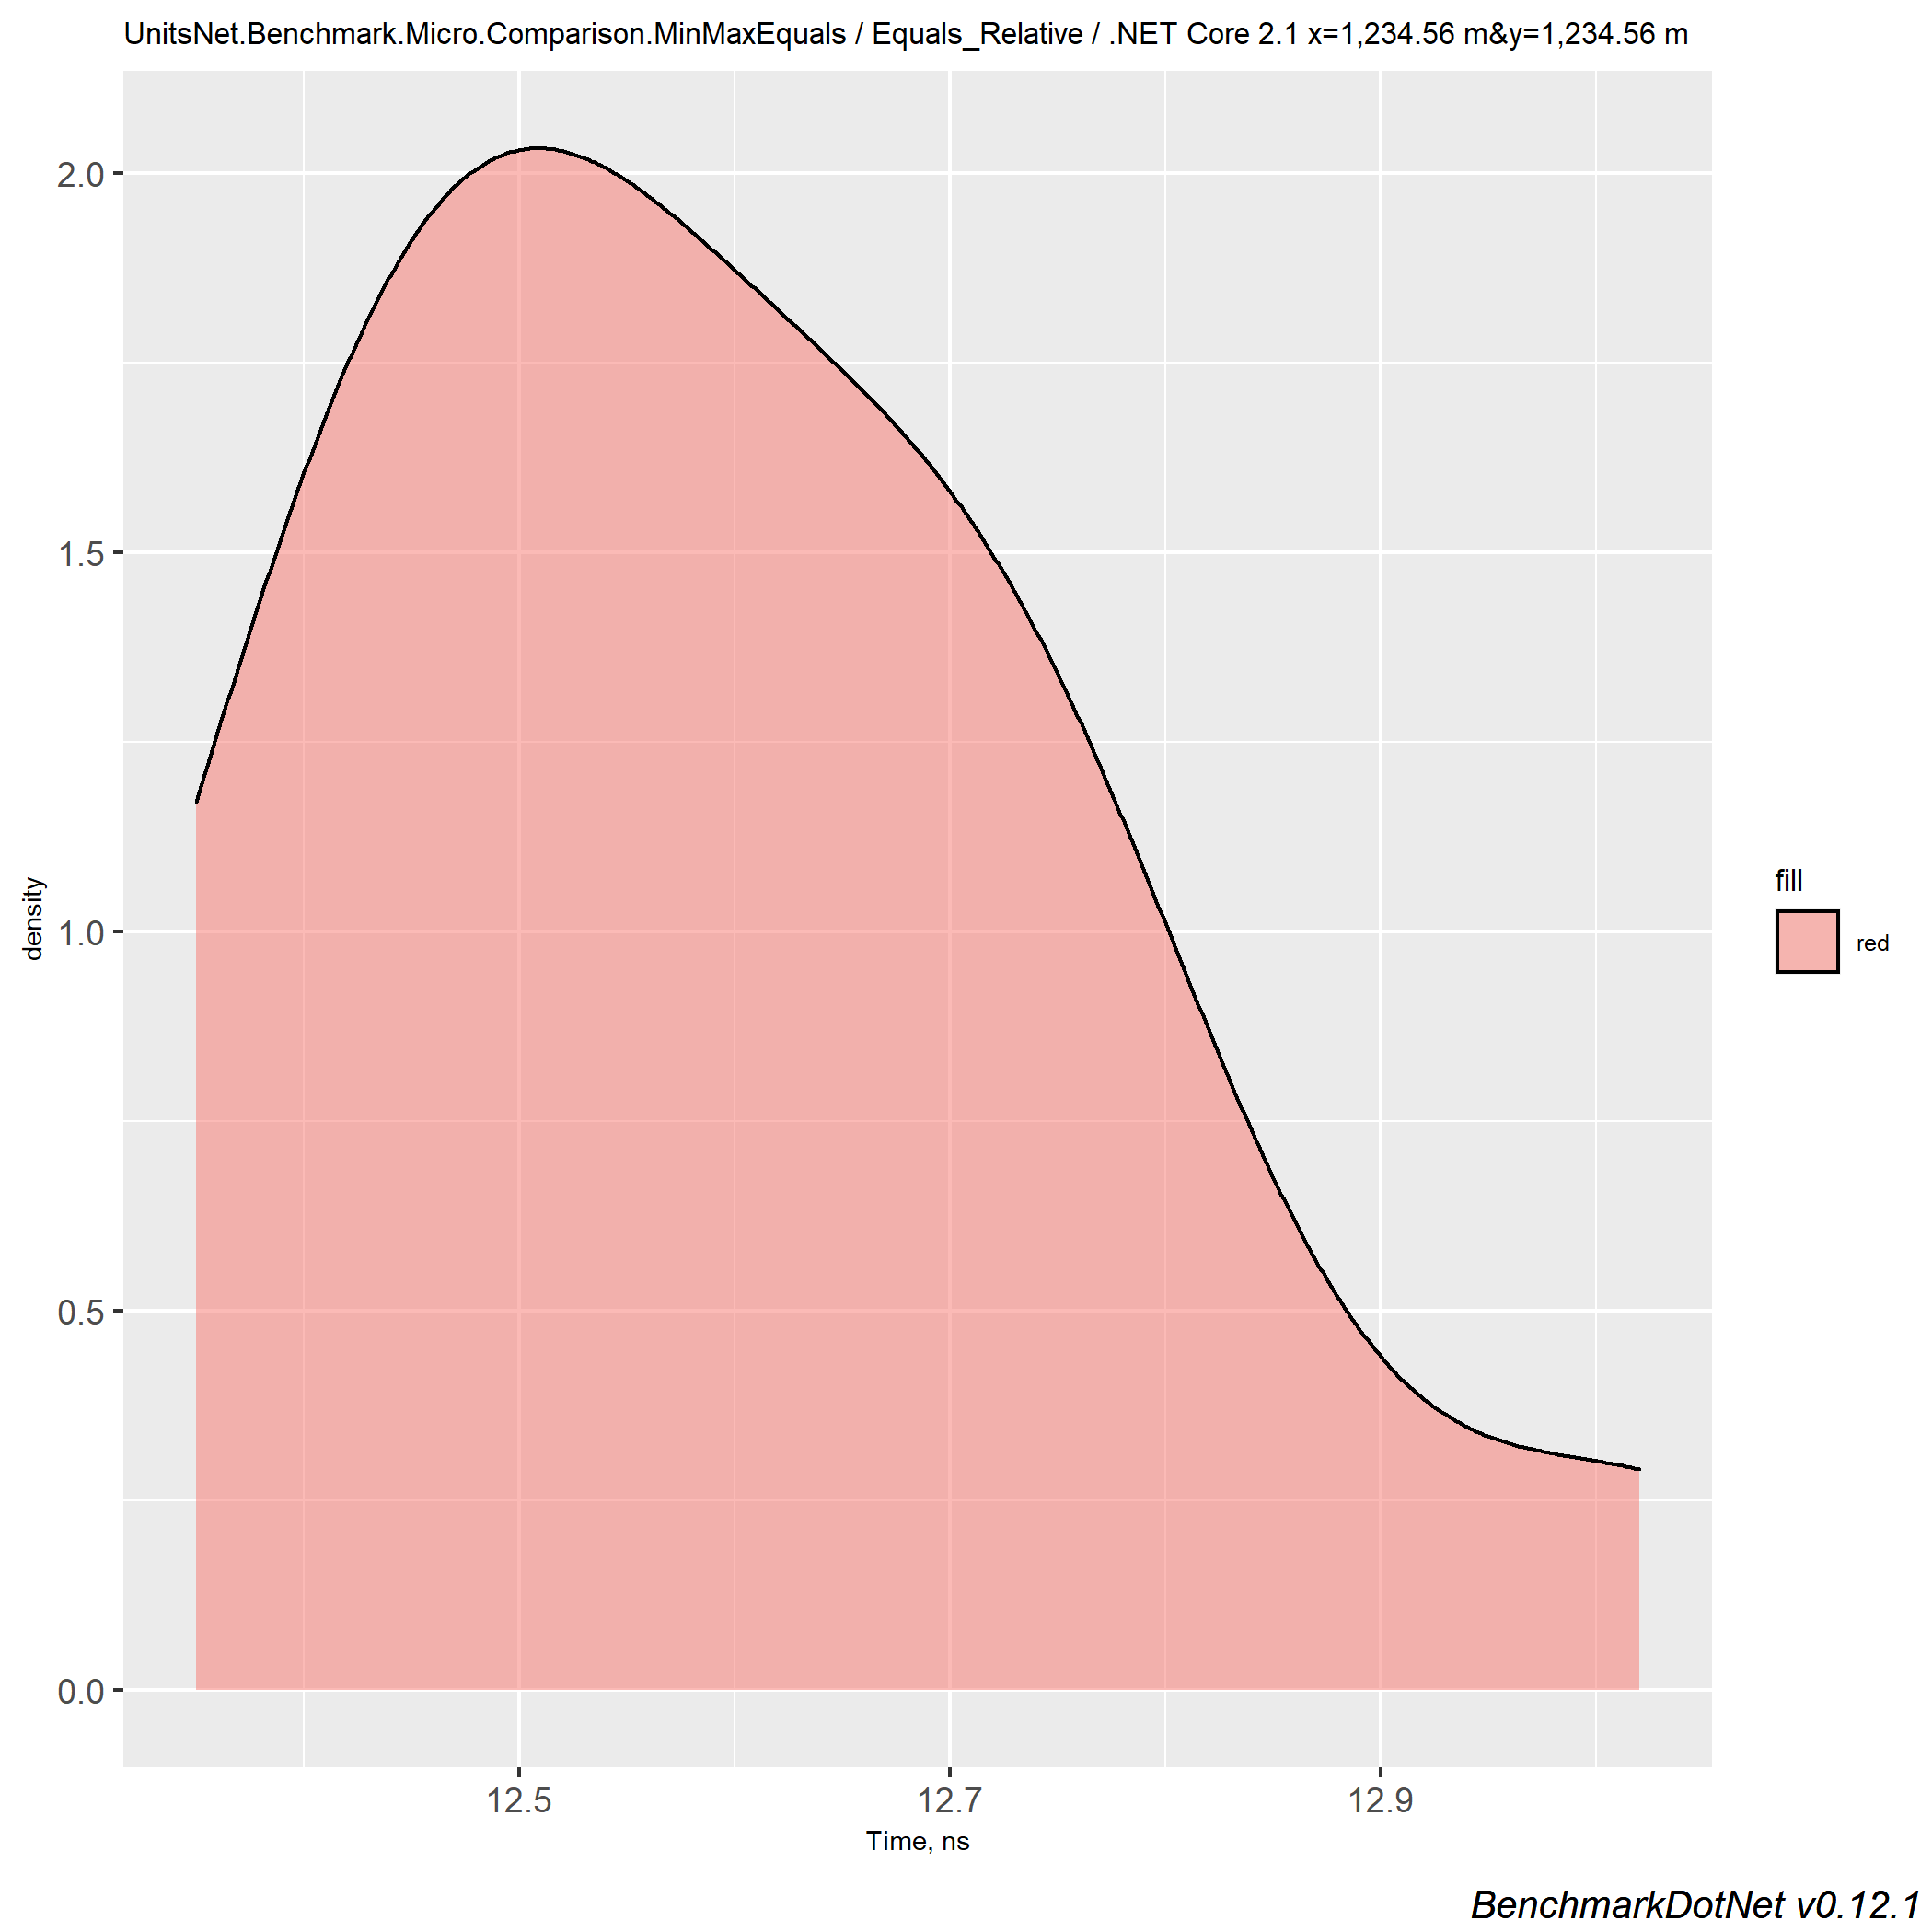 UnitsNet.Benchmark.Micro.Comparison.MinMaxEquals / Equals_Relative / .NET Core 2.1 x=1,234.56 m&y=1,234.56 m
2.0
1.5
1.0
0.5
0.0
density
12.5 12.7 12.9
Time, ns
fill
red
BenchmarkDotNet v0.12.1